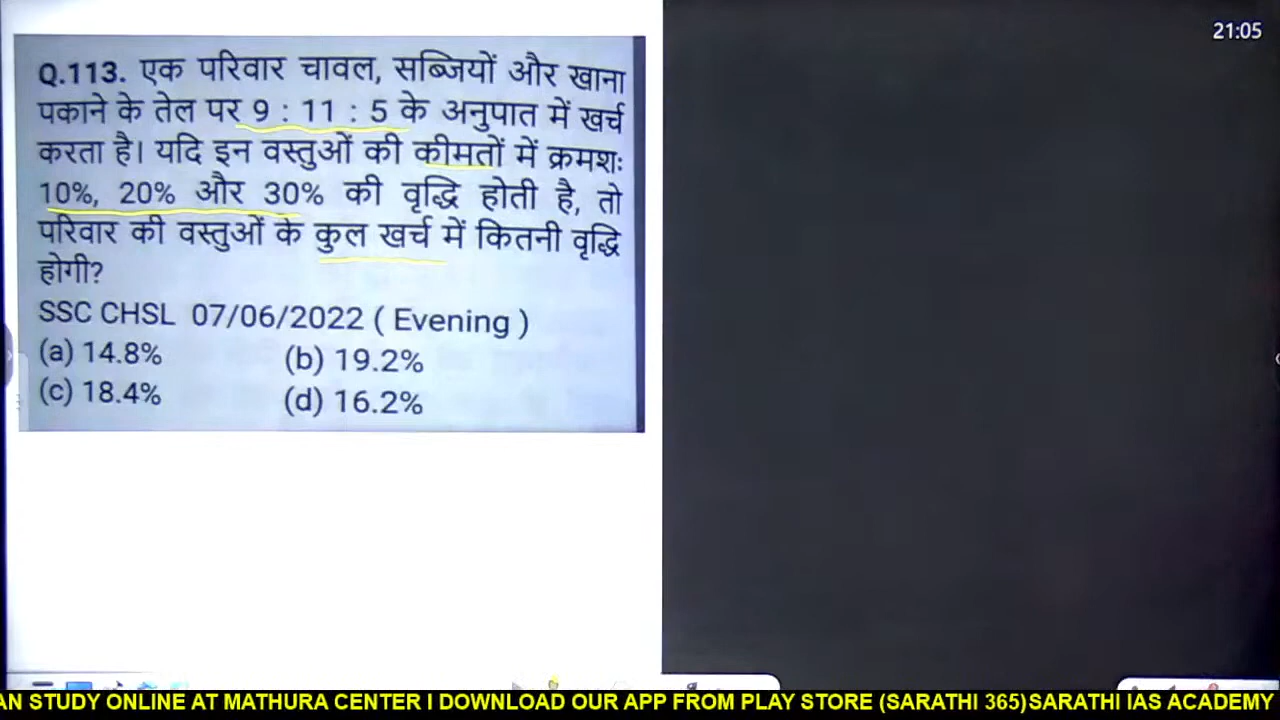 21:05
Q.113. एक परिवार चावल, सब्जियों और खाना
पकाने के तेल पर 9 : 11 : 5 के अनुपात में खर्च
करता है। यदि इन वस्तुओं की कीमतों में क्रमशः
10%, 20% और 30% की वृद्धि होती है, तो
परिवार की वस्तुओं के कुल खर्च में कितनी वृद्धि
होगी?
SSC CHSL 07/06/2022 ( Evening )
(a) 14.8% (b) 19.2%
(c) 18.4% (d) 16.2%
AN STUDY ONLINE AT MATHURA CENTER I DOWNLOAD OUR APP FROM PLAY STORE (SARATHI 365)SARATHI IAS ACADEMY